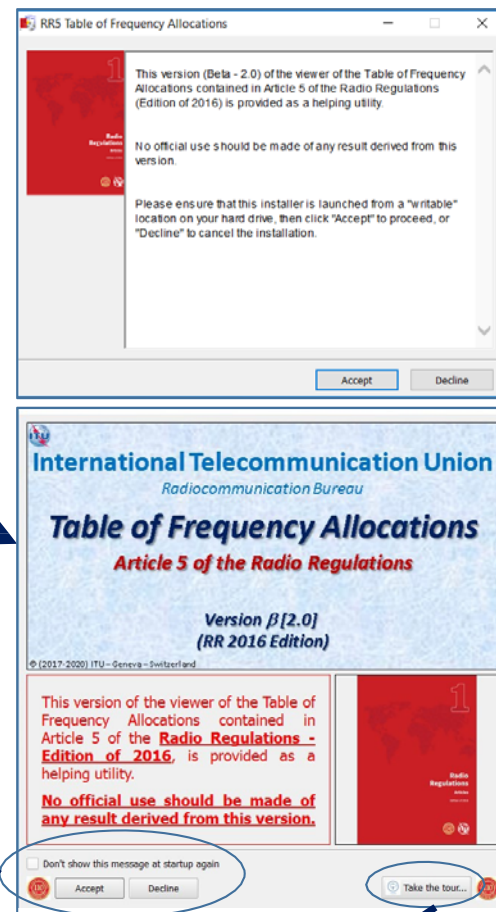 RR5 Table of Frequency Allocations
1
Radio
Regulations
This version (Beta - 2.0) of the viewer of the Table of Frequency
Allocations contained in Article 5 of the Radio Regulations
(Edition of 2016) is provided as a helping utility.
No official use should be made of any result derived from this
version.
Please ensure that this installer is launched from a "writable"
location on your hard drive, then click "Accept" to proceed, or
"Decline" to cancel the installation.
Accept
Decline
ITU
International Telecommunication Union
Radiocommunication Bureau
Table of Frequency Allocations
Article 5 of the Radio Regulations
Version β [2.0]
(RR 2016 Edition)
© (2017-2020) ITU – Geneva – Switzerland
This version of the viewer of the Table of
Frequency Allocations contained in
Article 5 of the Radio Regulations -
Edition of 2016, is provided as a
helping utility.
No official use should be made of
any result derived from this version.
1
Radio
Regulations
Don't show this message at startup again
Accept
Decline
Take the tour...